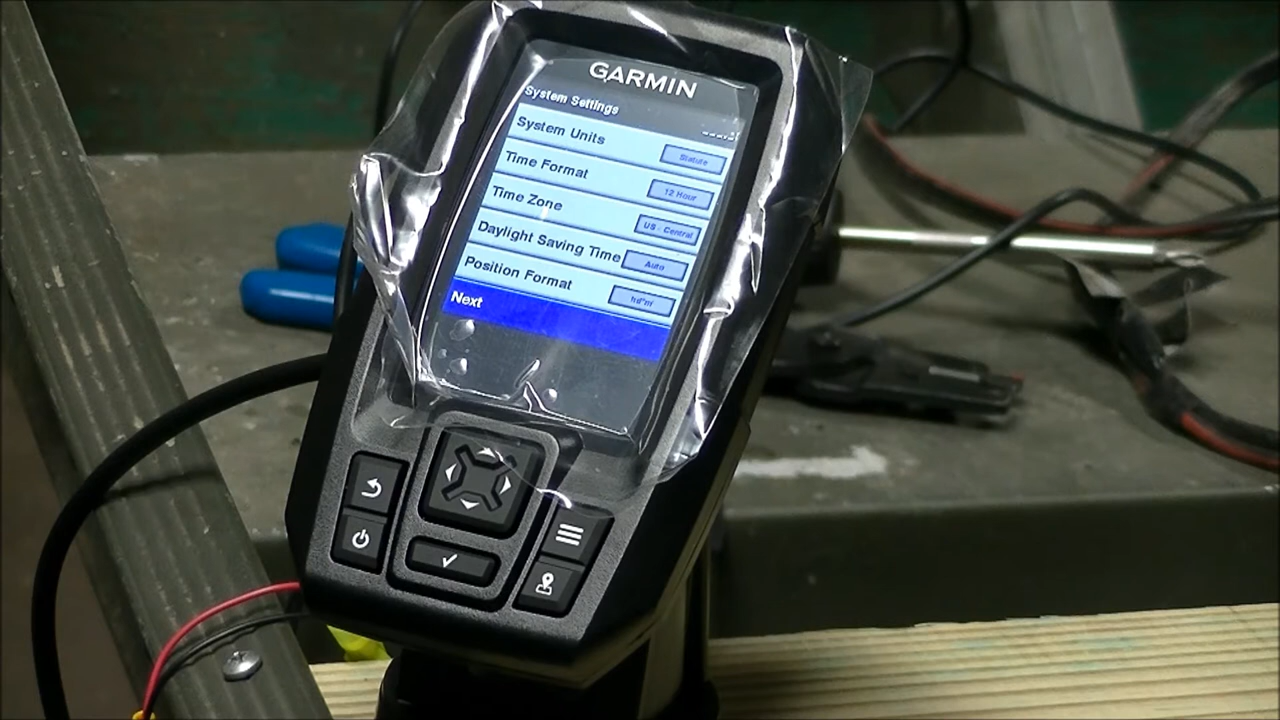 GARMIN
System Settings
System Units
Statute
Time Format
12 Hour
Time Zone
US - Central
Daylight Saving Time
Auto
Position Format
Next